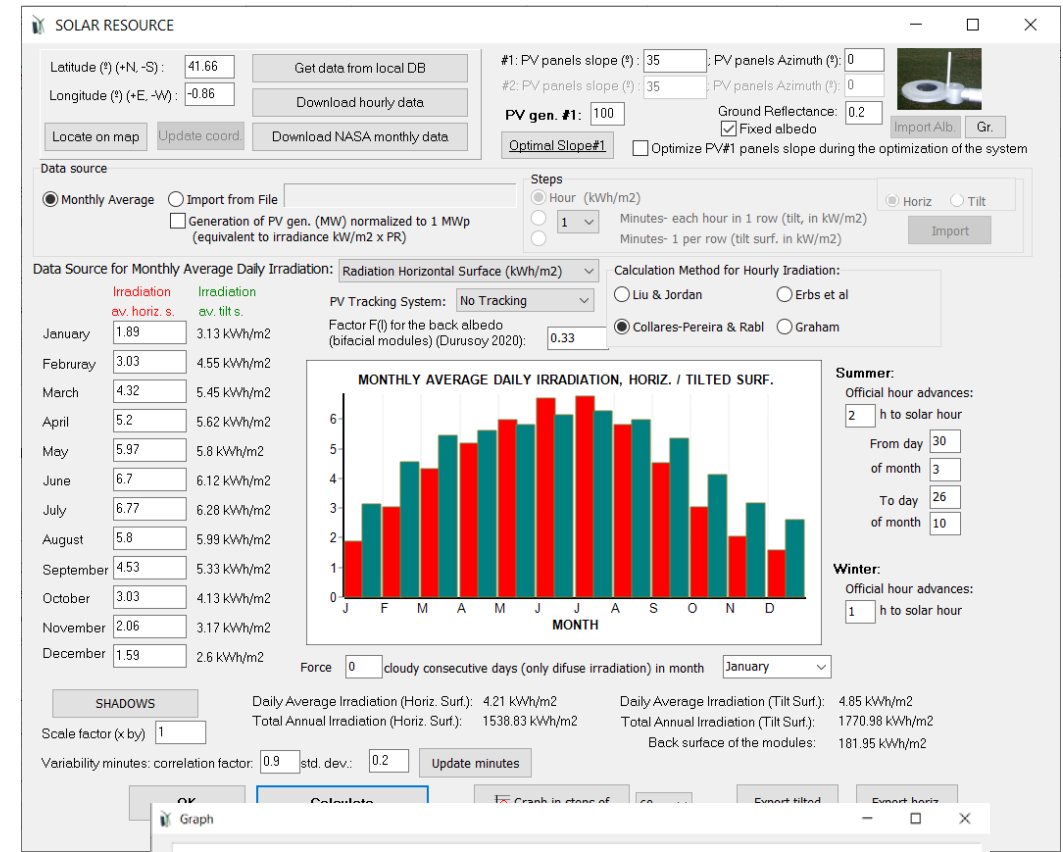 SOLAR RESOURCE
Latitude (º) (+N, -S) : 41.66
Get data from local DB
Longitude (º) (+E, -W) : -0.86
Download hourly data
Locate on map Update coord. Download NASA monthly data
#1: PV panels slope (º) : 35 ; PV panels Azimuth (º): 0
#2: PV panels slope (º) : 35 ; PV panels Azimuth (º): 0
PV gen. #1: 100 Ground Reflectance: 0.2
Fixed albedo Import Alb. Gr.
Optimal Slope#1 Optimize PV#1 panels slope during the optimization of the system
Data source
Monthly Average Import from File
Generation of PV gen. (MW) normalized to 1 MWp
(equivalent to irradiance kW/m2 x PR)
Steps
Hour (kWh/m2)
1 Minutes- each hour in 1 row (tilt, in kW/m2)
Minutes- 1 per row (tilt surf. in kW/m2)
Horiz Tilt
Import
Data Source for Monthly Average Daily Irradiation: Radiation Horizontal Surface (kWh/m2)
Calculation Method for Hourly Iradiation:
Liu & Jordan Erbs et al
Collares-Pereira & Rabl Graham
PV Tracking System: No Tracking
Factor F(l) for the back albedo
(bifacial modules) (Durusoy 2020): 0.33
Irradiation Irradiation
av. horiz. s. av. tilt s.
January 1.89 3.13 kWh/m2
Februray 3.03 4.55 kWh/m2
March 4.32 5.45 kWh/m2
April 5.2 5.62 kWh/m2
May 5.97 5.8 kWh/m2
June 6.7 6.12 kWh/m2
July 6.77 6.28 kWh/m2
August 5.8 5.99 kWh/m2
September 4.53 5.33 kWh/m2
October 3.03 4.13 kWh/m2
November 2.06 3.17 kWh/m2
December 1.59 2.6 kWh/m2
MONTHLY AVERAGE DAILY IRRADIATION, HORIZ. / TILTED SURF.
6
5
4
3
2
1
0
J F M A M J J A S O N D
MONTH
Summer:
Official hour advances:
2 h to solar hour
From day 30
of month 3
To day 26
of month 10
Winter:
Official hour advances:
1 h to solar hour
Force 0 cloudy consecutive days (only difuse irradiation) in month January
SHADOWS
Scale factor (x by) 1
Daily Average Irradiation (Horiz. Surf.): 4.21 kWh/m2
Total Annual Irradiation (Horiz. Surf.): 1538.83 kWh/m2
Daily Average Irradiation (Tilt Surf.): 4.85 kWh/m2
Total Annual Irradiation (Tilt Surf.): 1770.98 kWh/m2
Back surface of the modules: 181.95 kWh/m2
Variability minutes: correlation factor: 0.9 std. dev.: 0.2 Update minutes
OK Calculate Graph in steps of 60 Export tilted Export horiz.
Graph